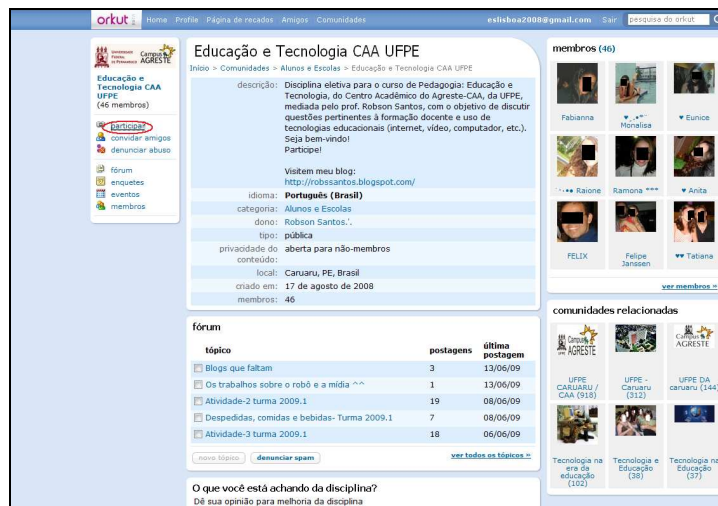 orkut Home Profile Página de recados Amigos Comunidades eslisboa2008@gmail.com Sair pesquisa do orkut
UNIVERSIDADE FEDERAL DE PERNAMBUCO Campus AGRESTE
Educação e
Tecnologia CAA
UFPE
(46 membros)
participar
convidar amigos
denunciar abuso
fórum
enquetes
eventos
membros
Educação e Tecnologia CAA UFPE
Início > Comunidades > Alunos e Escolas > Educação e Tecnologia CAA UFPE
descrição: Disciplina eletiva para o curso de Pedagogia: Educação e
Tecnologia, do Centro Acadêmico do Agreste-CAA, da UFPE,
mediada pelo prof. Robson Santos, com o objetivo de discutir
questões pertinentes à formação docente e uso de
tecnologias educacionais (internet, vídeo, computador, etc.).
Seja bem-vindo!
Participe!
Visitem meu blog:
http://robssantos.blogspot.com/
idioma: Português (Brasil)
categoria: Alunos e Escolas
dono: Robson Santos.'.
tipo: pública
privacidade do conteúdo: aberta para não-membros
local: Caruaru, PE, Brasil
criado em: 17 de agosto de 2008
membros: 46
fórum
tópico postagens última postagem
Blogs que faltam 3 13/06/09
Os trabalhos sobre o robô e a mídia ^^ 1 13/06/09
Atividade-2 turma 2009.1 19 08/06/09
Despedidas, comidas e bebidas- Turma 2009.1 7 08/06/09
Atividade-3 turma 2009.1 18 06/06/09
novo tópico denunciar spam ver todos os tópicos »
O que você está achando da disciplina?
Dê sua opinião para melhoria da disciplina
membros (46)
Fabianna
Monalisa
♥ Eunice
Raione
Ramona ***
♥ Anita
FELIX
Felipe Janssen
♥♥ Tatiana
ver membros »
comunidades relacionadas
Campus AGRESTE
Campus AGRESTE
UFPE CARUARU / CAA (918)
UFPE - Caruaru (312)
UFPE DA caruaru (144)
Tecnologia na era da educação (102)
Tecnologia e Educação (38)
Tecnologia na Educação (37)